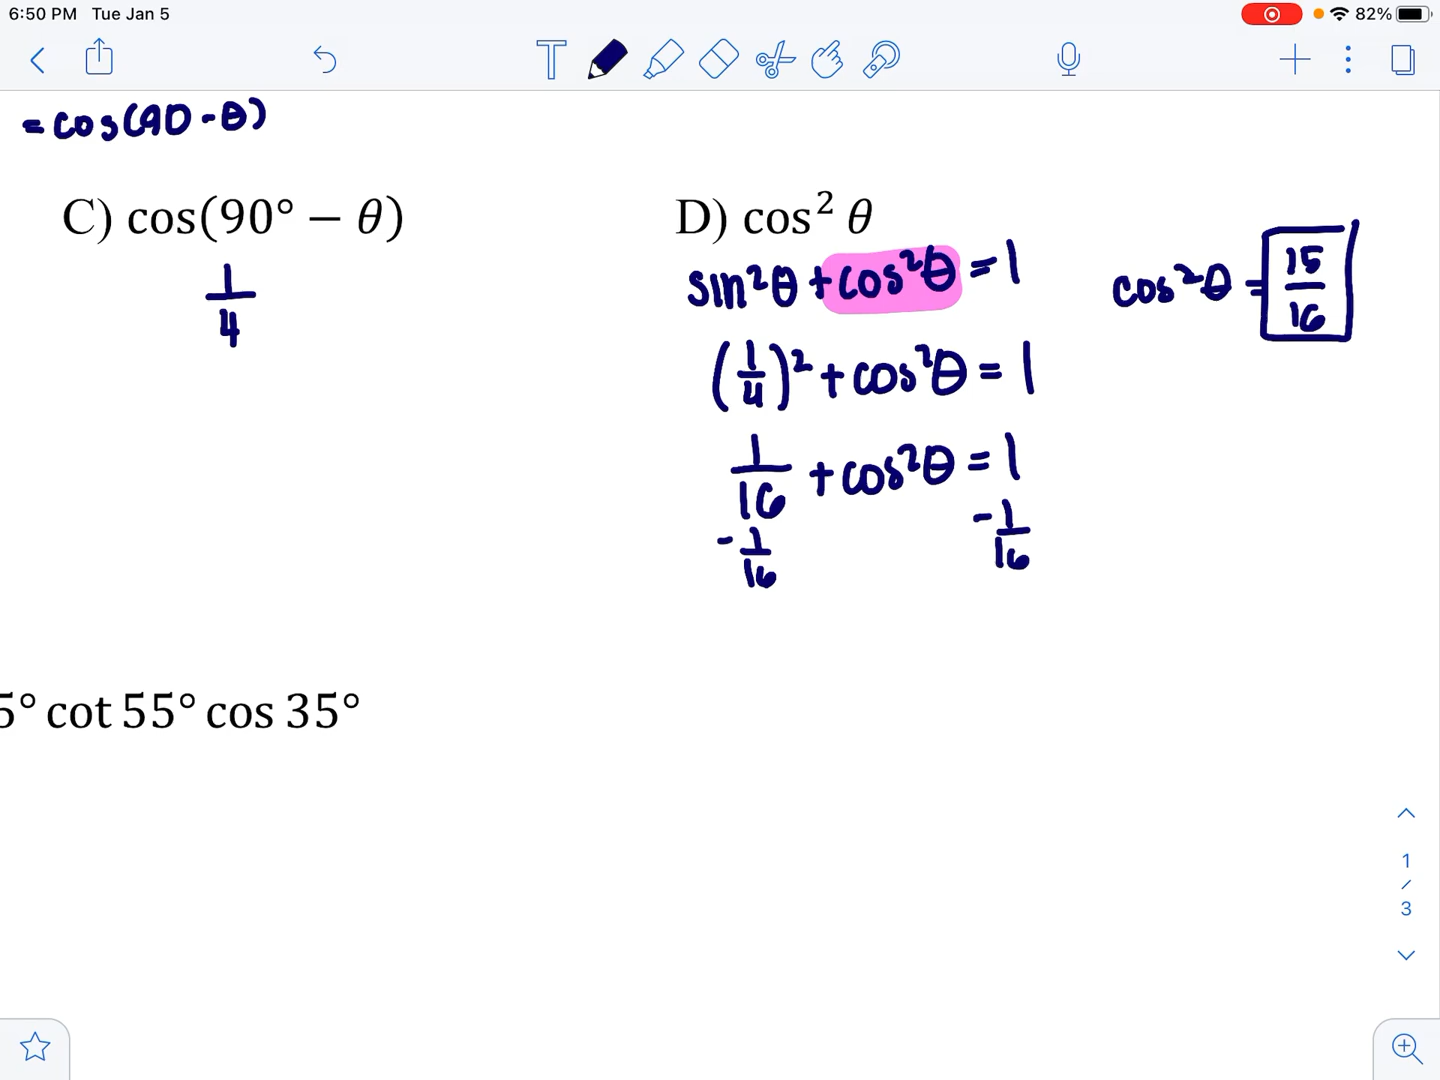 6:50 PM Tue Jan 5 82%
T
= cos(90 - θ)
C) cos(90° − θ)
1/4
D) cos² θ
sin²θ + cos²θ = 1
(1/4)² + cos²θ = 1
1/16 + cos²θ = 1
- 1/16 - 1/16
cos²θ = 15/16
5° cot 55° cos 35°
1
/
3